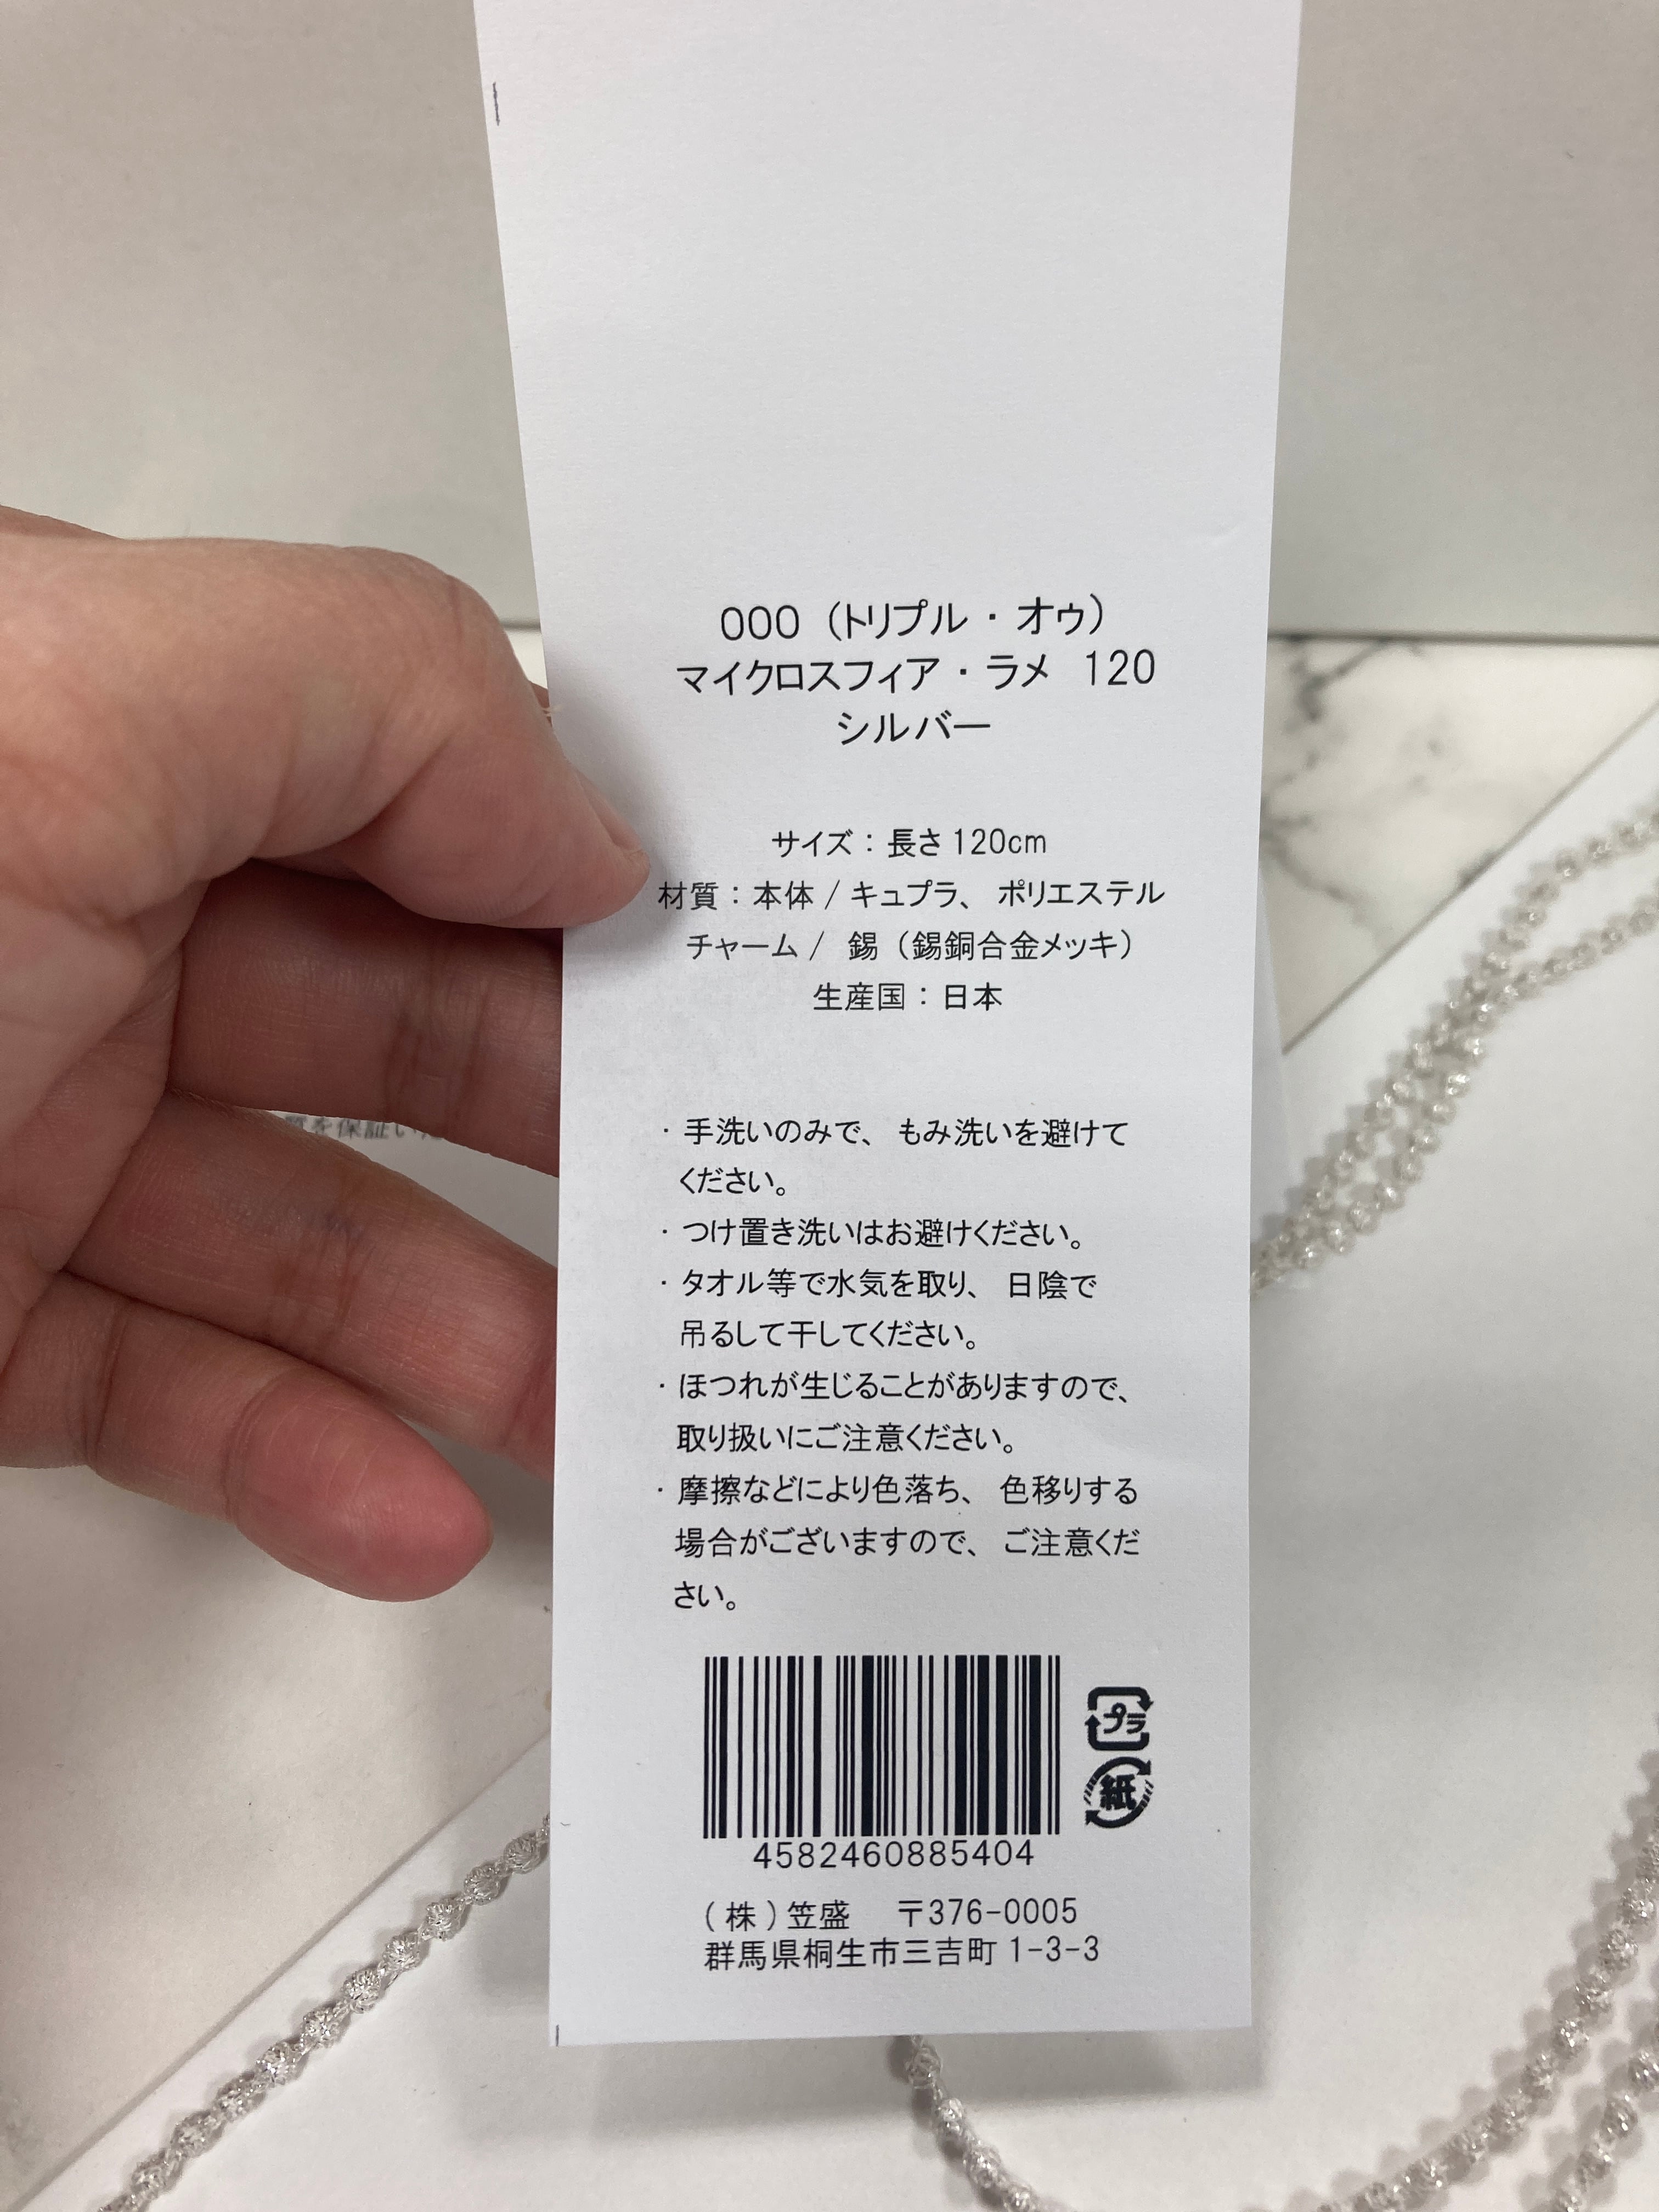 000（トリプル・オゥ）
マイクロスフィア・ラメ 120
シルバー
サイズ：長さ120cm
材質：本体 / キュプラ、ポリエステル
チャーム / 錫（錫銅合金メッキ）
生産国：日本
・手洗いのみで、もみ洗いを避けて
ください。
・つけ置き洗いはお避けください。
・タオル等で水気を取り、日陰で
吊るして干してください。
・ほつれが生じることがありますので、
取り扱いにご注意ください。
・摩擦などにより色落ち、色移りする
場合がございますので、ご注意くだ
さい。
プラ
紙
4582460885404
(株)笠盛 〒376-0005
群馬県桐生市三吉町1-3-3
を保証いた